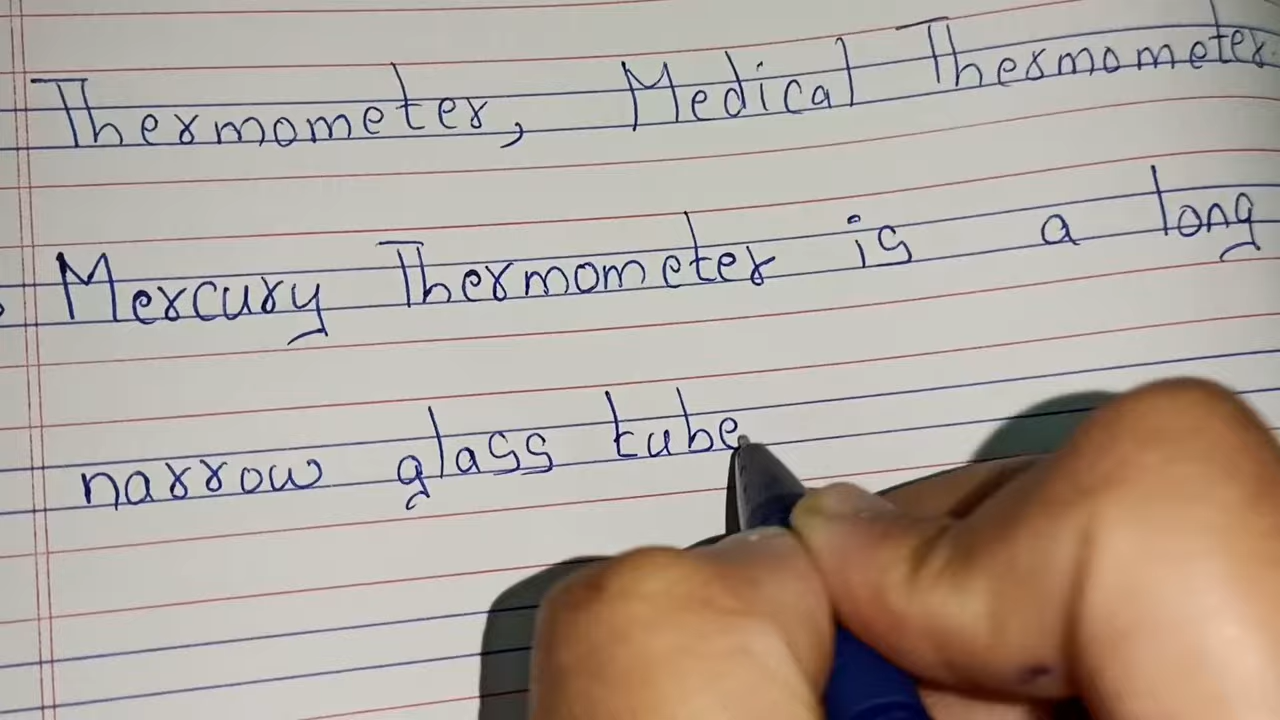 Thermometer, Medical Thermometer
Mercury Thermometer is a long
narrow glass tube